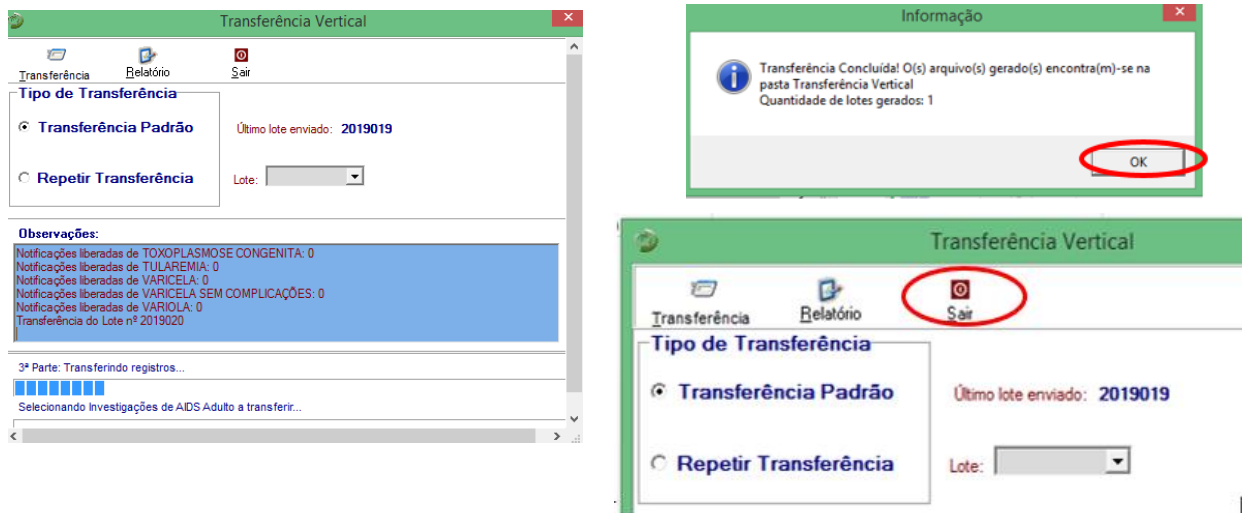 Transferência Vertical
Transferência Relatório Sair
Tipo de Transferência
Transferência Padrão Último lote enviado: 2019019
Repetir Transferência Lote:
Observações:
Notificações liberadas de TOXOPLASMOSE CONGENITA: 0
Notificações liberadas de TULAREMIA: 0
Notificações liberadas de VARICELA: 0
Notificações liberadas de VARICELA SEM COMPLICAÇÕES: 0
Notificações liberadas de VARIOLA: 0
Transferência do Lote nº 2019020
3ª Parte: Transferindo registros...
Selecionando Investigações de AIDS Adulto a transferir...
Informação
Transferência Concluída! O(s) arquivo(s) gerado(s) encontra(m)-se na
pasta Transferência Vertical
Quantidade de lotes gerados: 1
OK
Transferência Vertical
Transferência Relatório Sair
Tipo de Transferência
Transferência Padrão Último lote enviado: 2019019
Repetir Transferência Lote: